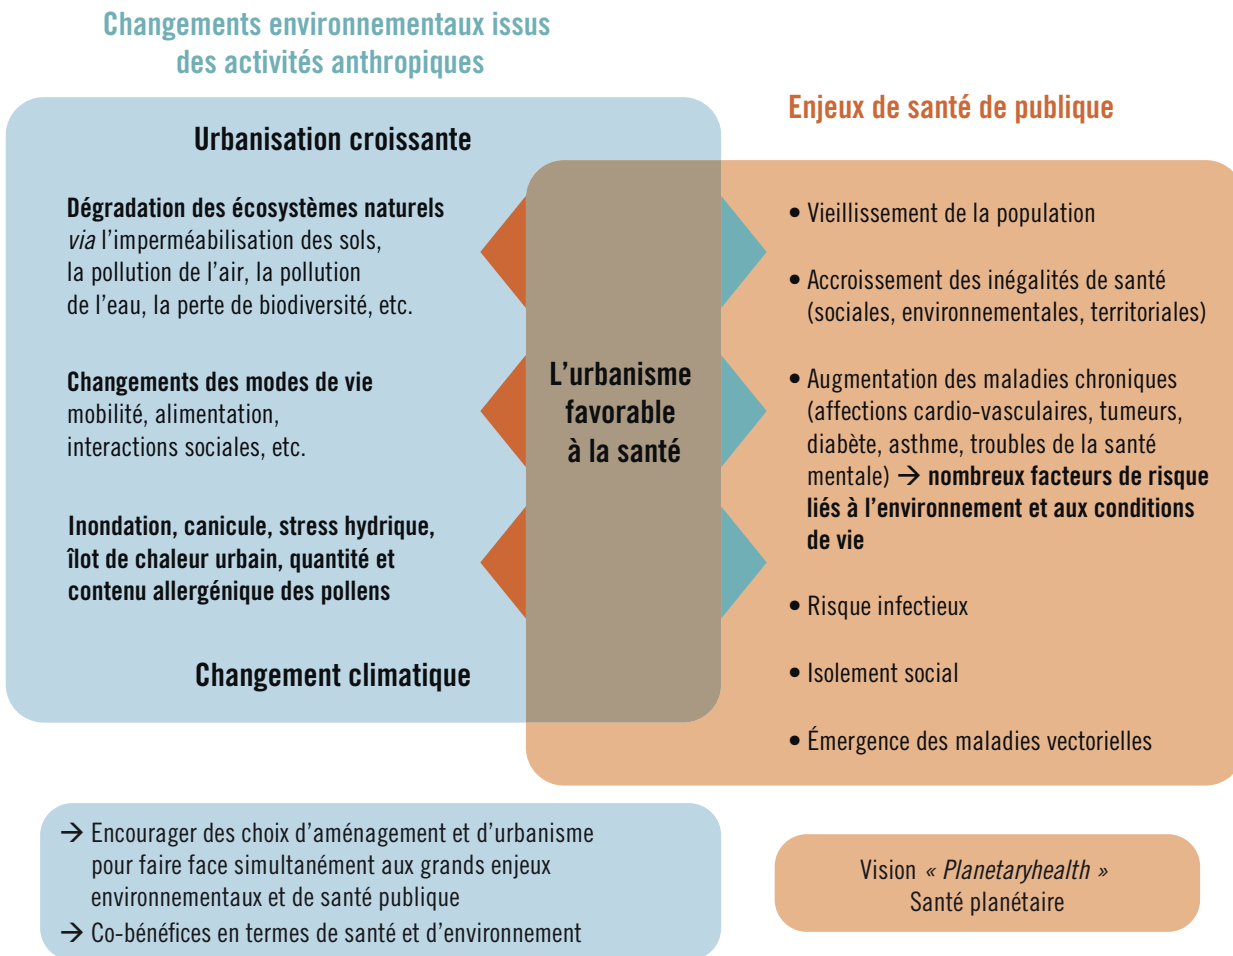 Changements environnementaux issus
des activités anthropiques
Urbanisation croissante
Dégradation des écosystèmes naturels
via l'imperméabilisation des sols,
la pollution de l'air, la pollution
de l'eau, la perte de biodiversité, etc.
Changements des modes de vie
mobilité, alimentation,
interactions sociales, etc.
Inondation, canicule, stress hydrique,
îlot de chaleur urbain, quantité et
contenu allergénique des pollens
Changement climatique
L'urbanisme
favorable
à la santé
Enjeux de santé de publique
• Vieillissement de la population
• Accroissement des inégalités de santé
(sociales, environnementales, territoriales)
• Augmentation des maladies chroniques
(affections cardio-vasculaires, tumeurs,
diabète, asthme, troubles de la santé
mentale) → nombreux facteurs de risque
liés à l'environnement et aux conditions
de vie
• Risque infectieux
• Isolement social
• Émergence des maladies vectorielles
→ Encourager des choix d'aménagement et d'urbanisme
pour faire face simultanément aux grands enjeux
environnementaux et de santé publique
→ Co-bénéfices en termes de santé et d'environnement
Vision « Planetaryhealth »
Santé planétaire